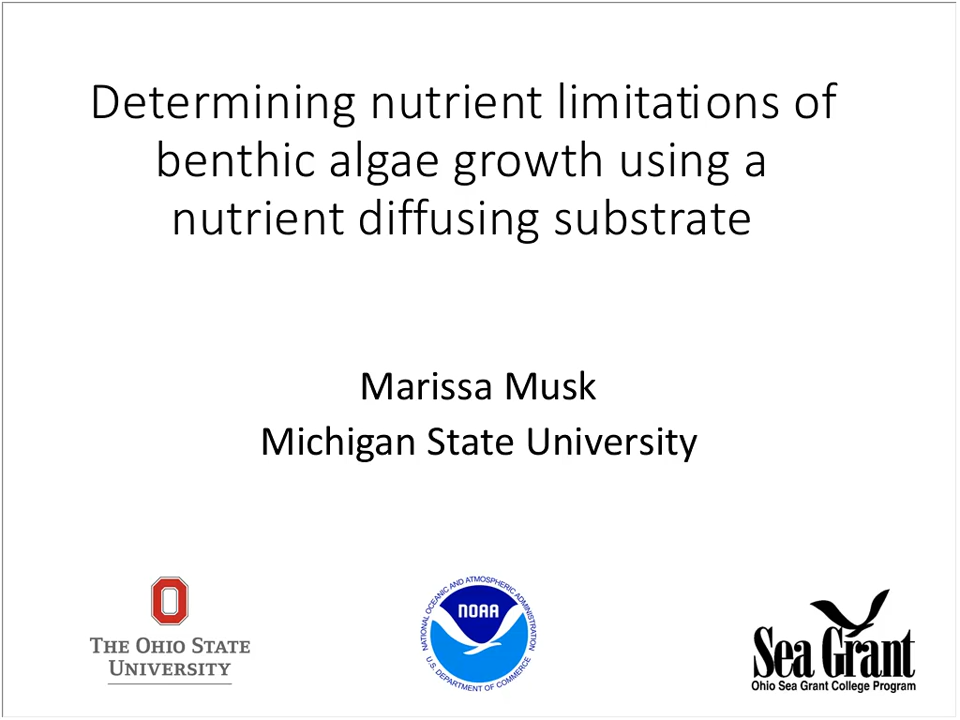 Determining nutrient limitations of
benthic algae growth using a
nutrient diffusing substrate
Marissa Musk
Michigan State University
THE OHIO STATE
UNIVERSITY
NATIONAL OCEANIC AND ATMOSPHERIC ADMINISTRATION
NOAA
U.S. DEPARTMENT OF COMMERCE
Sea Grant
Ohio Sea Grant College Program